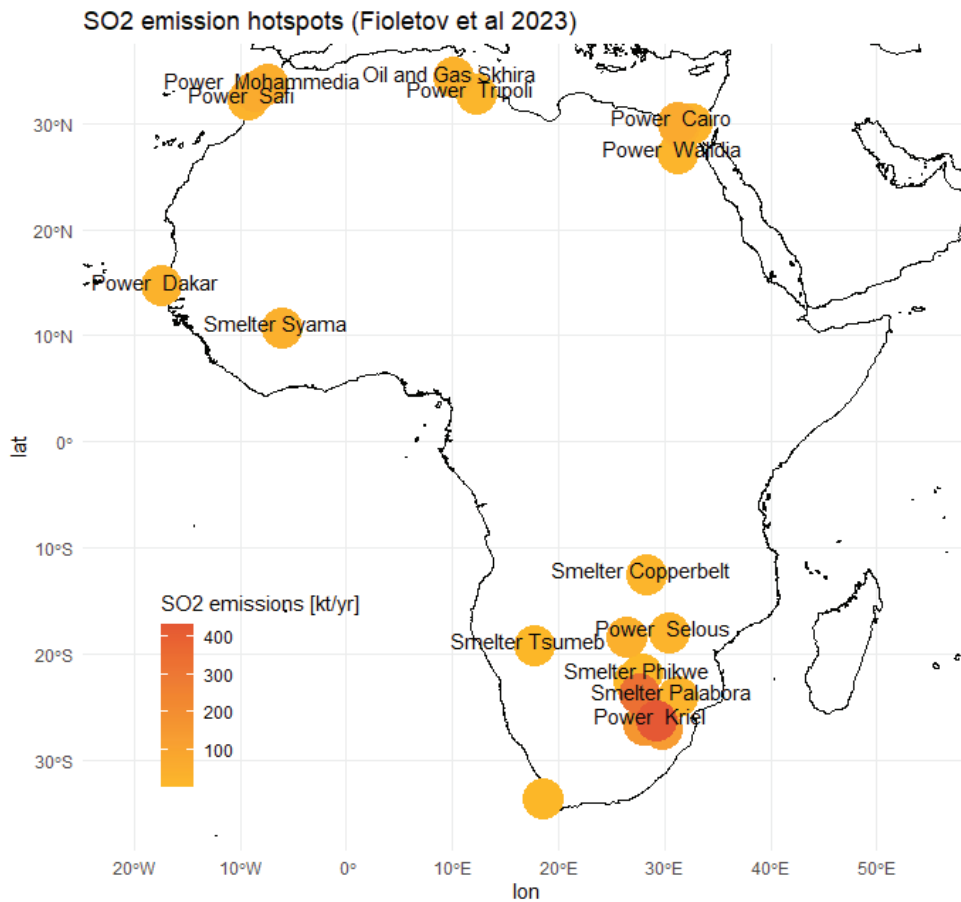 SO2 emission hotspots (Fioletov et al 2023)
Power Mohammedia
Oil and Gas Skhira
Power Safi
Power Tripoli
Power Cairo
Power Walidia
Power Dakar
Smelter Syama
Smelter Copperbelt
Power Selous
Smelter Tsumeb
Smelter Phikwe
Smelter Palabora
Power Kriel
SO2 emissions [kt/yr]
400
300
200
100
30°N
20°N
10°N
0°
10°S
20°S
30°S
lat
20°W
10°W
0°
10°E
20°E
30°E
40°E
50°E
lon